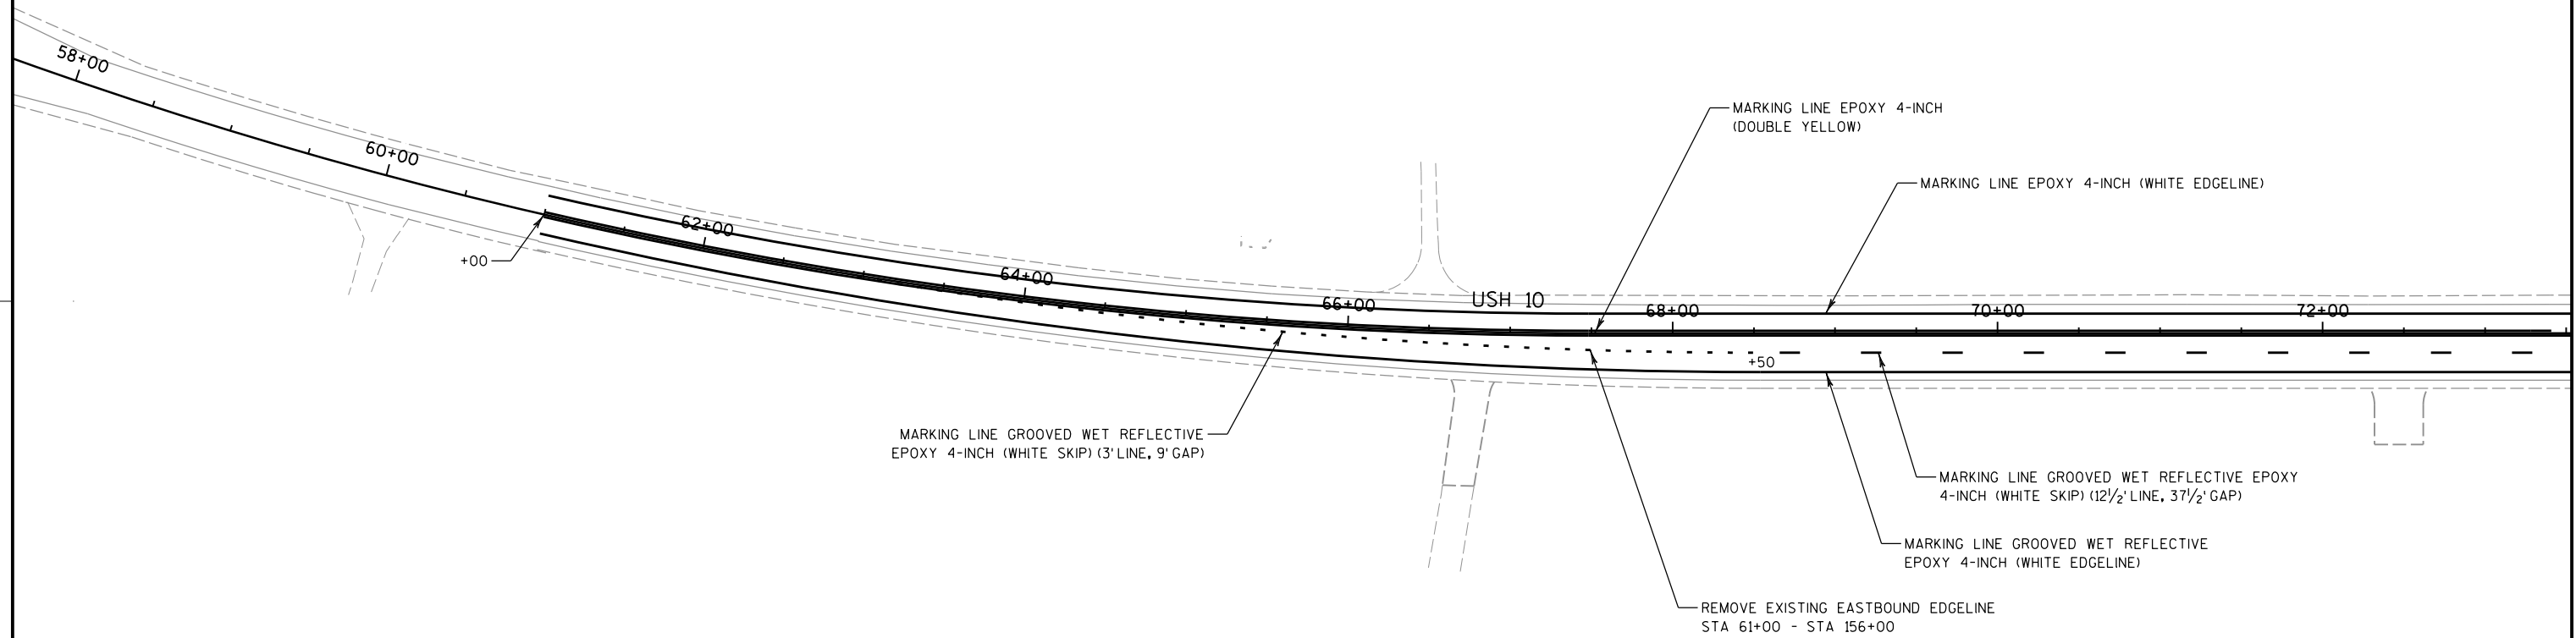 58+00
60+00
62+00
64+00
66+00
USH 10
68+00
70+00
72+00
+00
+50
MARKING LINE EPOXY 4-INCH
(DOUBLE YELLOW)
MARKING LINE EPOXY 4-INCH (WHITE EDGELINE)
MARKING LINE GROOVED WET REFLECTIVE
EPOXY 4-INCH (WHITE SKIP) (3' LINE, 9' GAP)
MARKING LINE GROOVED WET REFLECTIVE EPOXY
4-INCH (WHITE SKIP) (12½' LINE, 37½' GAP)
MARKING LINE GROOVED WET REFLECTIVE
EPOXY 4-INCH (WHITE EDGELINE)
REMOVE EXISTING EASTBOUND EDGELINE
STA 61+00 - STA 156+00